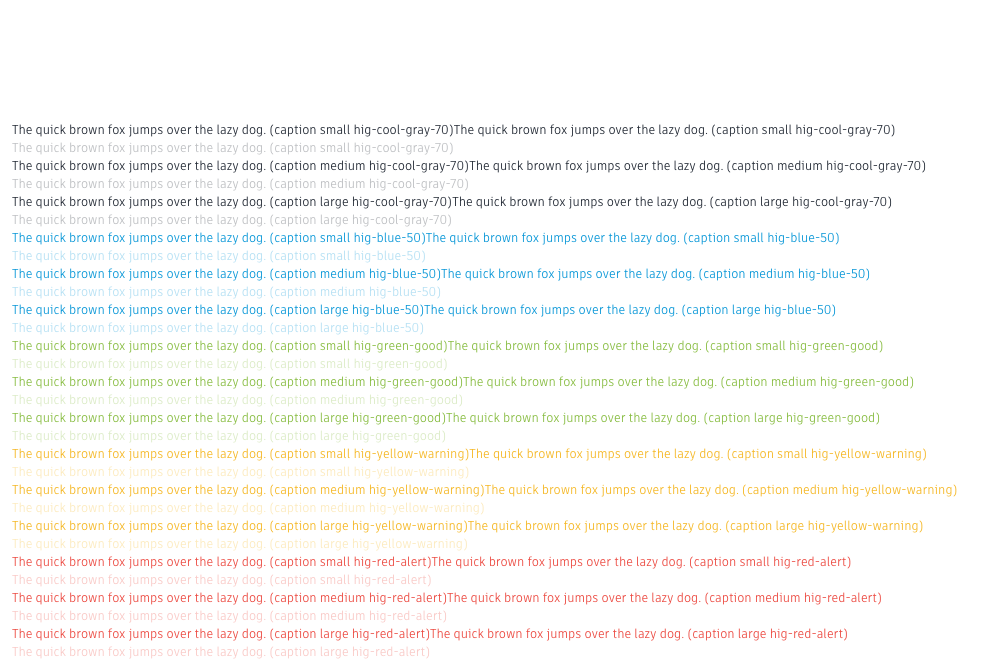 The quick brown fox jumps over the lazy dog. (caption small hig-cool-gray-70)The quick brown fox jumps over the lazy dog. (caption small hig-cool-gray-70)
The quick brown fox jumps over the lazy dog. (caption small hig-cool-gray-70)
The quick brown fox jumps over the lazy dog. (caption medium hig-cool-gray-70)The quick brown fox jumps over the lazy dog. (caption medium hig-cool-gray-70)
The quick brown fox jumps over the lazy dog. (caption medium hig-cool-gray-70)
The quick brown fox jumps over the lazy dog. (caption large hig-cool-gray-70)The quick brown fox jumps over the lazy dog. (caption large hig-cool-gray-70)
The quick brown fox jumps over the lazy dog. (caption large hig-cool-gray-70)
The quick brown fox jumps over the lazy dog. (caption small hig-blue-50)The quick brown fox jumps over the lazy dog. (caption small hig-blue-50)
The quick brown fox jumps over the lazy dog. (caption small hig-blue-50)
The quick brown fox jumps over the lazy dog. (caption medium hig-blue-50)The quick brown fox jumps over the lazy dog. (caption medium hig-blue-50)
The quick brown fox jumps over the lazy dog. (caption medium hig-blue-50)
The quick brown fox jumps over the lazy dog. (caption large hig-blue-50)The quick brown fox jumps over the lazy dog. (caption large hig-blue-50)
The quick brown fox jumps over the lazy dog. (caption large hig-blue-50)
The quick brown fox jumps over the lazy dog. (caption small hig-green-good)The quick brown fox jumps over the lazy dog. (caption small hig-green-good)
The quick brown fox jumps over the lazy dog. (caption small hig-green-good)
The quick brown fox jumps over the lazy dog. (caption medium hig-green-good)The quick brown fox jumps over the lazy dog. (caption medium hig-green-good)
The quick brown fox jumps over the lazy dog. (caption medium hig-green-good)
The quick brown fox jumps over the lazy dog. (caption large hig-green-good)The quick brown fox jumps over the lazy dog. (caption large hig-green-good)
The quick brown fox jumps over the lazy dog. (caption large hig-green-good)
The quick brown fox jumps over the lazy dog. (caption small hig-yellow-warning)The quick brown fox jumps over the lazy dog. (caption small hig-yellow-warning)
The quick brown fox jumps over the lazy dog. (caption small hig-yellow-warning)
The quick brown fox jumps over the lazy dog. (caption medium hig-yellow-warning)The quick brown fox jumps over the lazy dog. (caption medium hig-yellow-warning)
The quick brown fox jumps over the lazy dog. (caption medium hig-yellow-warning)
The quick brown fox jumps over the lazy dog. (caption large hig-yellow-warning)The quick brown fox jumps over the lazy dog. (caption large hig-yellow-warning)
The quick brown fox jumps over the lazy dog. (caption large hig-yellow-warning)
The quick brown fox jumps over the lazy dog. (caption small hig-red-alert)The quick brown fox jumps over the lazy dog. (caption small hig-red-alert)
The quick brown fox jumps over the lazy dog. (caption small hig-red-alert)
The quick brown fox jumps over the lazy dog. (caption medium hig-red-alert)The quick brown fox jumps over the lazy dog. (caption medium hig-red-alert)
The quick brown fox jumps over the lazy dog. (caption medium hig-red-alert)
The quick brown fox jumps over the lazy dog. (caption large hig-red-alert)The quick brown fox jumps over the lazy dog. (caption large hig-red-alert)
The quick brown fox jumps over the lazy dog. (caption large hig-red-alert)